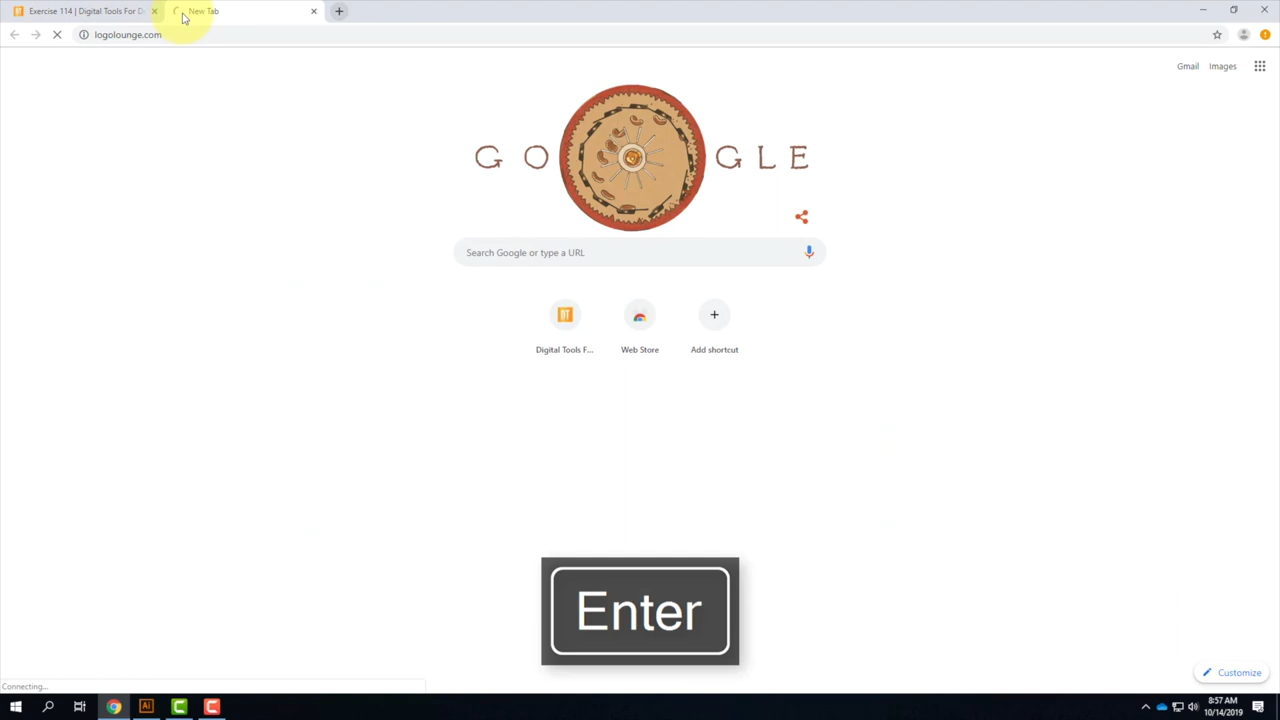 Exercise 114 | Digital Tools For D
New Tab
logolounge.com
Gmail
Images
G O G L E
Search Google or type a URL
Digital Tools F...
Web Store
Add shortcut
Enter
Customize
Connecting...
Ai
8:57 AM
10/14/2019